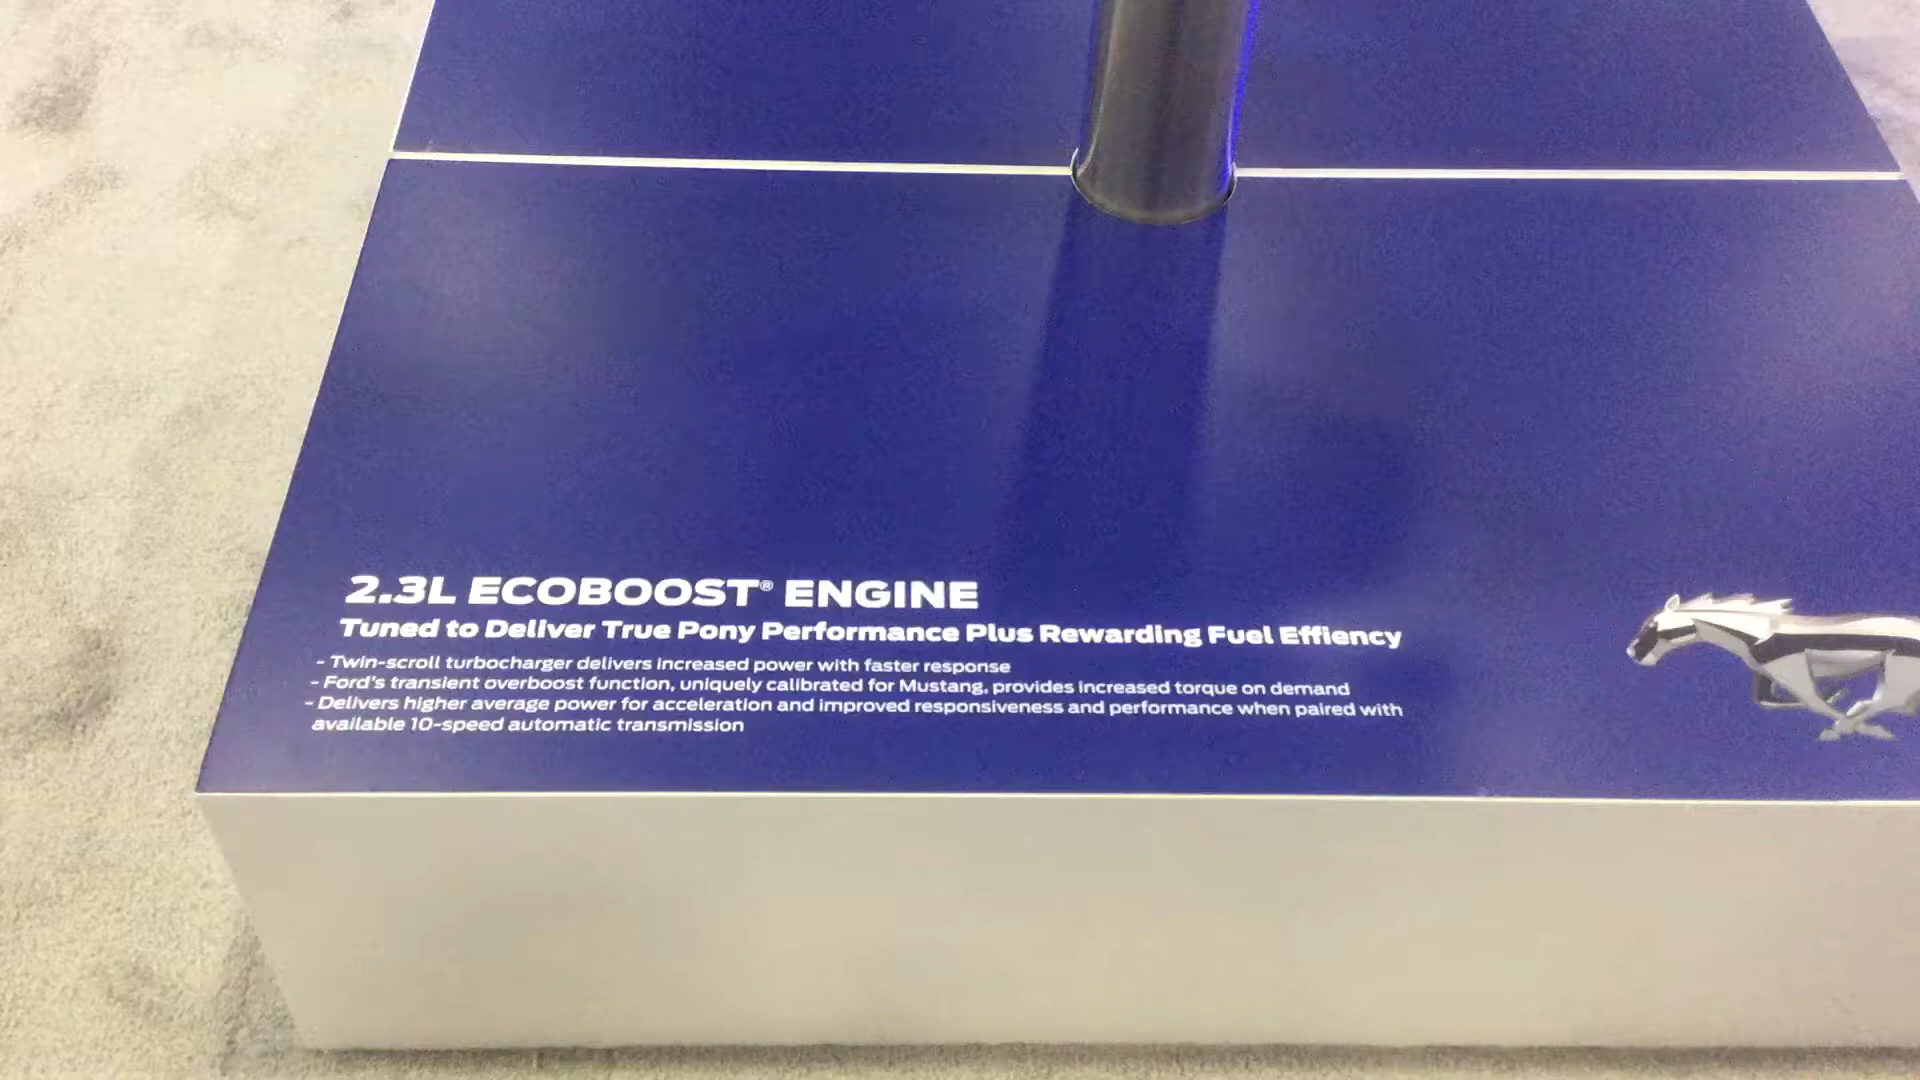 2.3L ECOBOOST® ENGINE
Tuned to Deliver True Pony Performance Plus Rewarding Fuel Effiency
- Twin-scroll turbocharger delivers increased power with faster response
- Ford's transient overboost function, uniquely calibrated for Mustang, provides increased torque on demand
- Delivers higher average power for acceleration and improved responsiveness and performance when paired with
available 10-speed automatic transmission